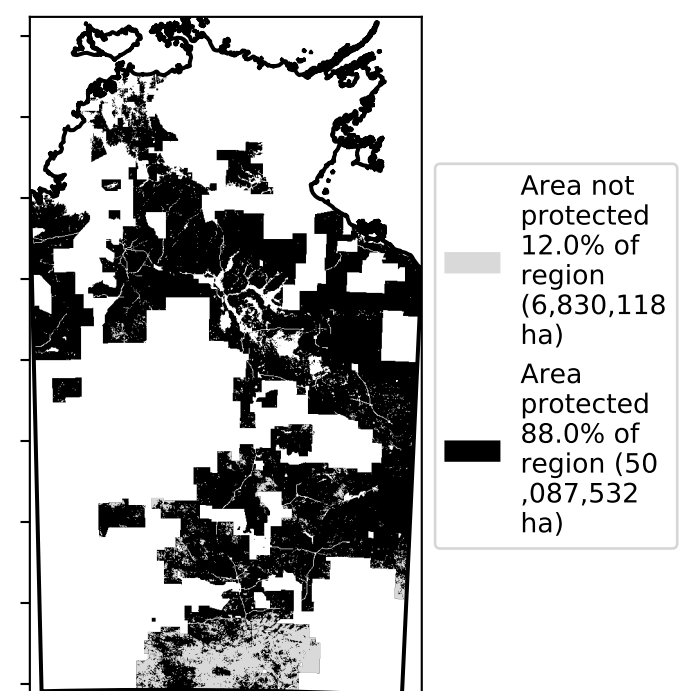 Area not
protected
12.0% of
region
(6,830,118
ha)
Area
protected
88.0% of
region (50
,087,532
ha)